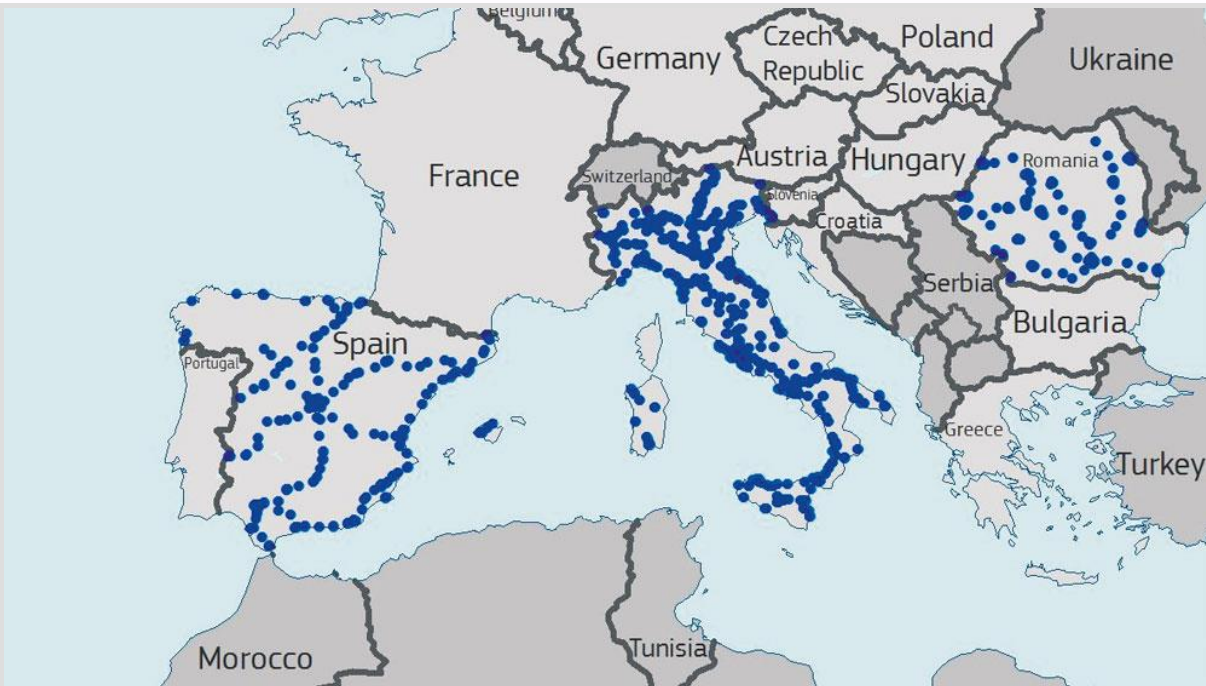 Belgium
Germany
Czech
Republic
Poland
Ukraine
Slovakia
France
Switzerland
Austria
Hungary
Romania
Slovenia
Croatia
Serbia
Bulgaria
Spain
Portugal
Greece
Turkey
Morocco
Tunisia